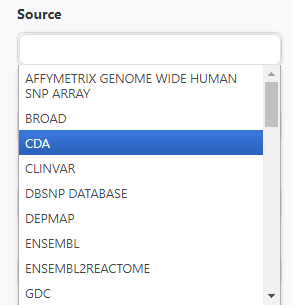 Source
AFFYMETRIX GENOME WIDE HUMAN
SNP ARRAY
BROAD
CDA
CLINVAR
DBSNP DATABASE
DEPMAP
ENSEMBL
ENSEMBL2REACTOME
GDC